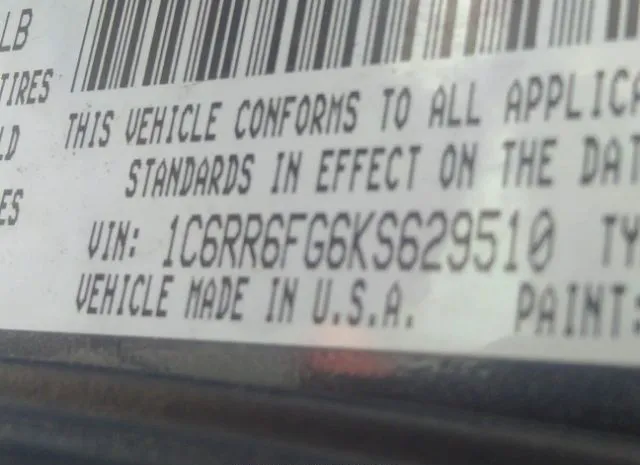 LB
TIRES
THIS VEHICLE CONFORMS TO ALL APPLICA
LD
STANDARDS IN EFFECT ON THE DAT
ES
VIN: 1C6RR6FG6KS629510 TY
VEHICLE MADE IN U.S.A. PAINT: